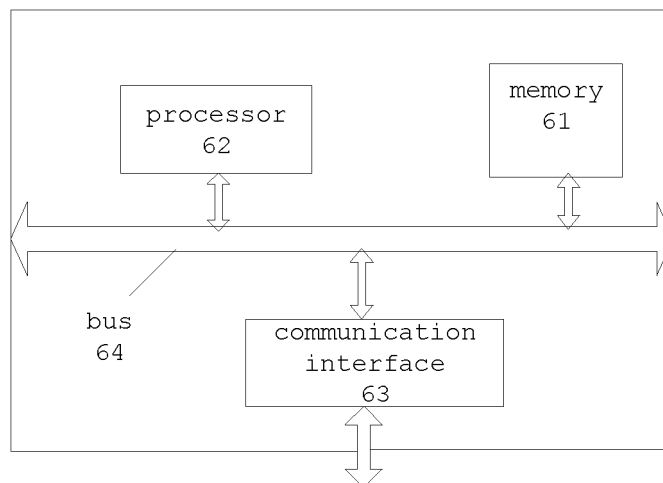 processor
62
memory
61
bus
64
communication
interface
63